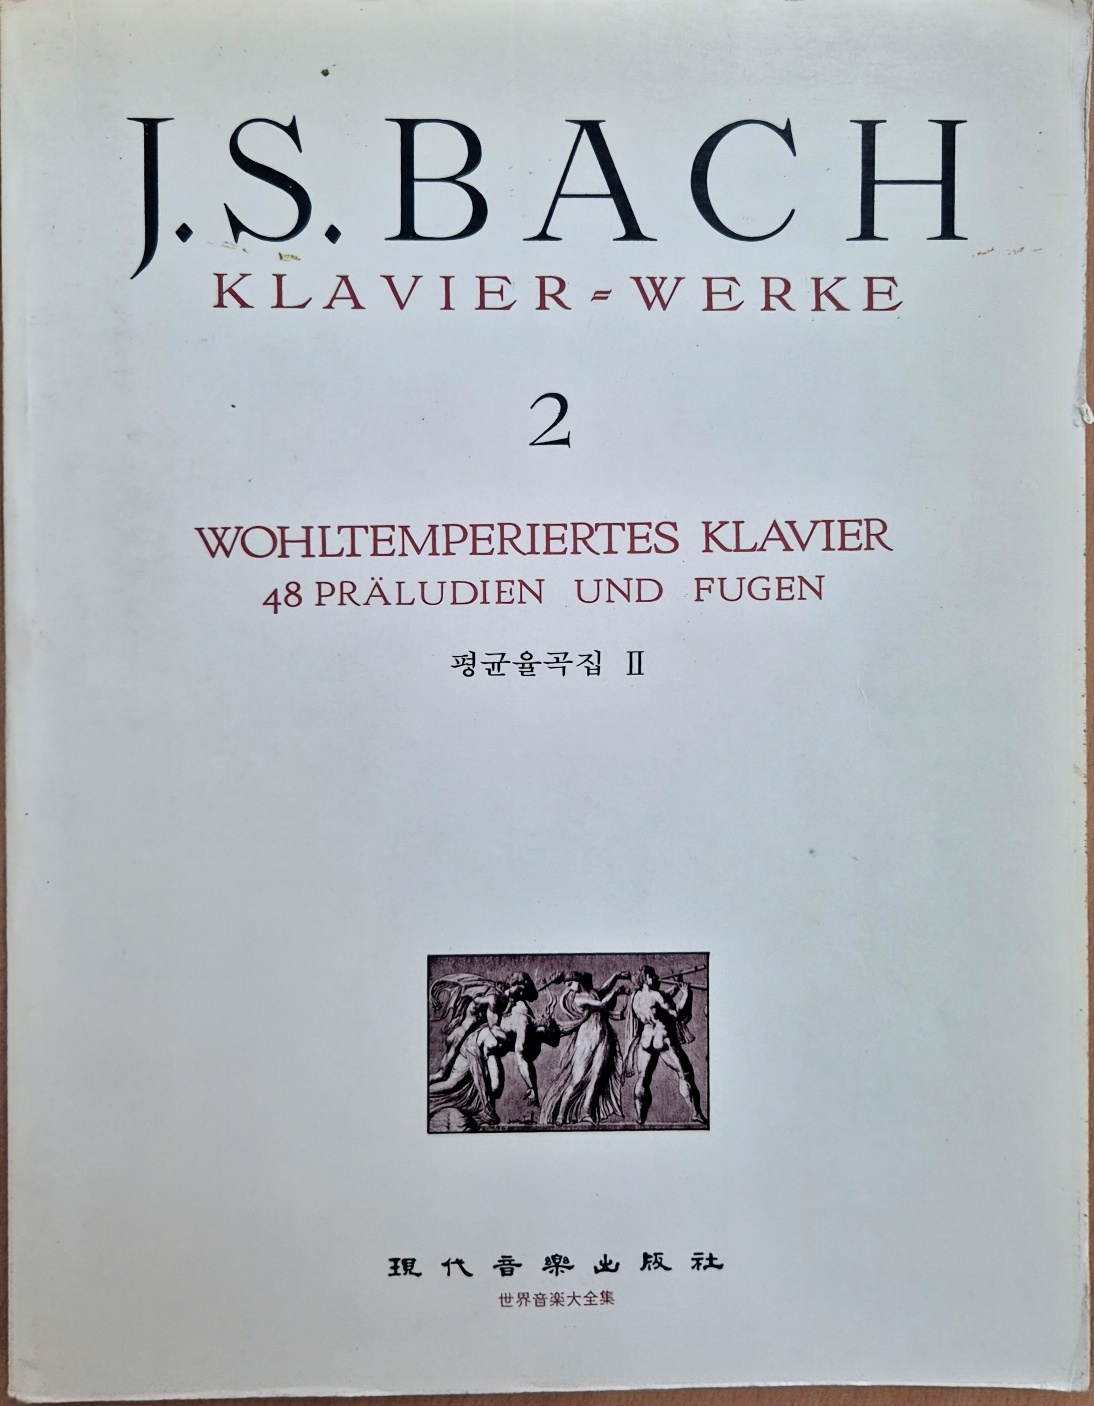 J. S. BACH
KLAVIER-WERKE
2
WOHLTEMPERIERTES KLAVIER
48 PRÄLUDIEN UND FUGEN
평균율곡집 Ⅱ
現代音樂出版社
世界音楽大全集